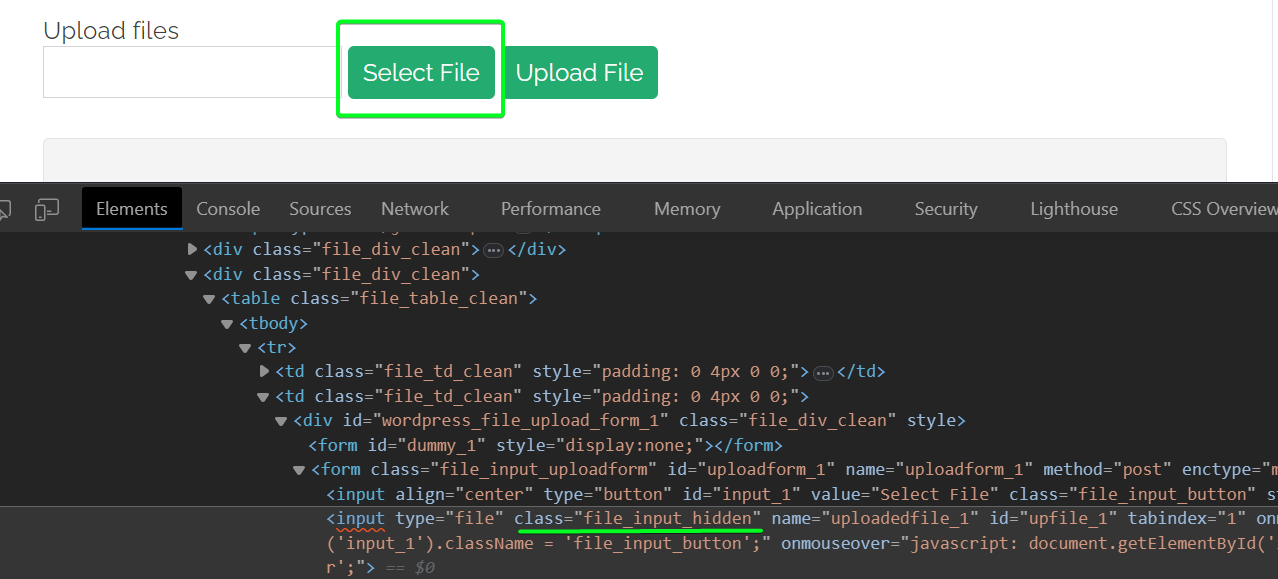 Upload files
Select File Upload File
Elements Console Sources Network Performance Memory Application Security Lighthouse CSS Overview
<div class="file_div_clean">…</div>
<div class="file_div_clean">
<table class="file_table_clean">
<tbody>
<tr>
<td class="file_td_clean" style="padding: 0 4px 0 0;">…</td>
<td class="file_td_clean" style="padding: 0 4px 0 0;">
<div id="wordpress_file_upload_form_1" class="file_div_clean" style>
<form id="dummy_1" style="display:none;"></form>
<form class="file_input_uploadform" id="uploadform_1" name="uploadform_1" method="post" enctype="m
<input align="center" type="button" id="input_1" value="Select File" class="file_input_button" st
<input type="file" class="file_input_hidden" name="uploadedfile_1" id="upfile_1" tabindex="1" on
('input_1').className = 'file_input_button';" onmouseover="javascript: document.getElementById('
r';"> == $0